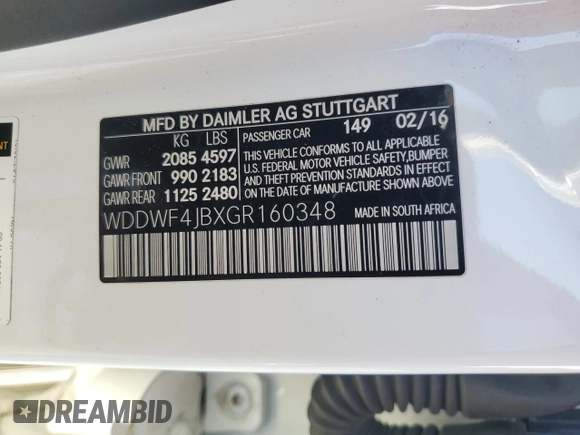 MFD BY DAIMLER AG STUTTGART
KG LBS
PASSENGER CAR 149 02/16
GVWR 2085 4597
GAWR FRONT 990 2183
GAWR REAR 1125 2480
THIS VEHICLE CONFORMS TO ALL APPLICABLE
U.S. FEDERAL MOTOR VEHICLE SAFETY, BUMPER
AND THEFT PREVENTION STANDARDS IN EFFECT
ON THE DATE OF MANUFACTURE SHOWN ABOVE.
WDDWF4JBXGR160348
MADE IN SOUTH AFRICA
DREAMBID